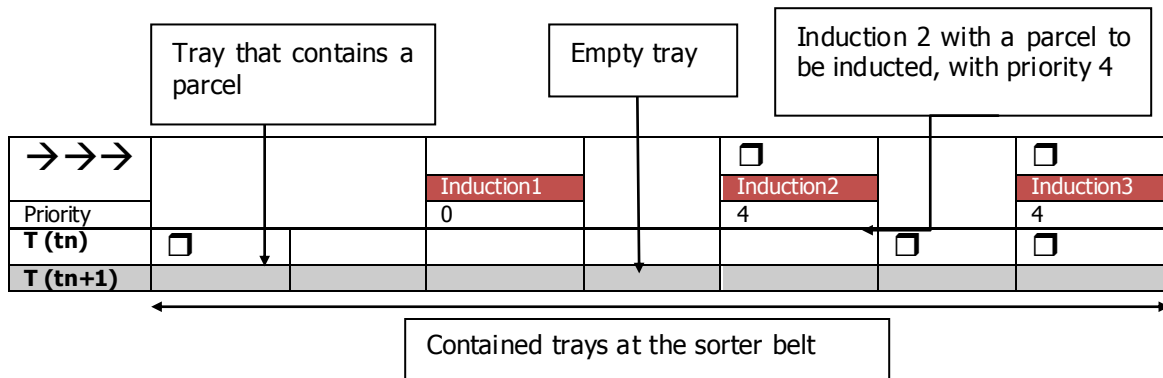 Tray that contains a
parcel
Empty tray
Induction 2 with a parcel to
be inducted, with priority 4
→→→
Induction1
Induction2
Induction3
Priority
0
4
4
T (tn)
T (tn+1)
Contained trays at the sorter belt